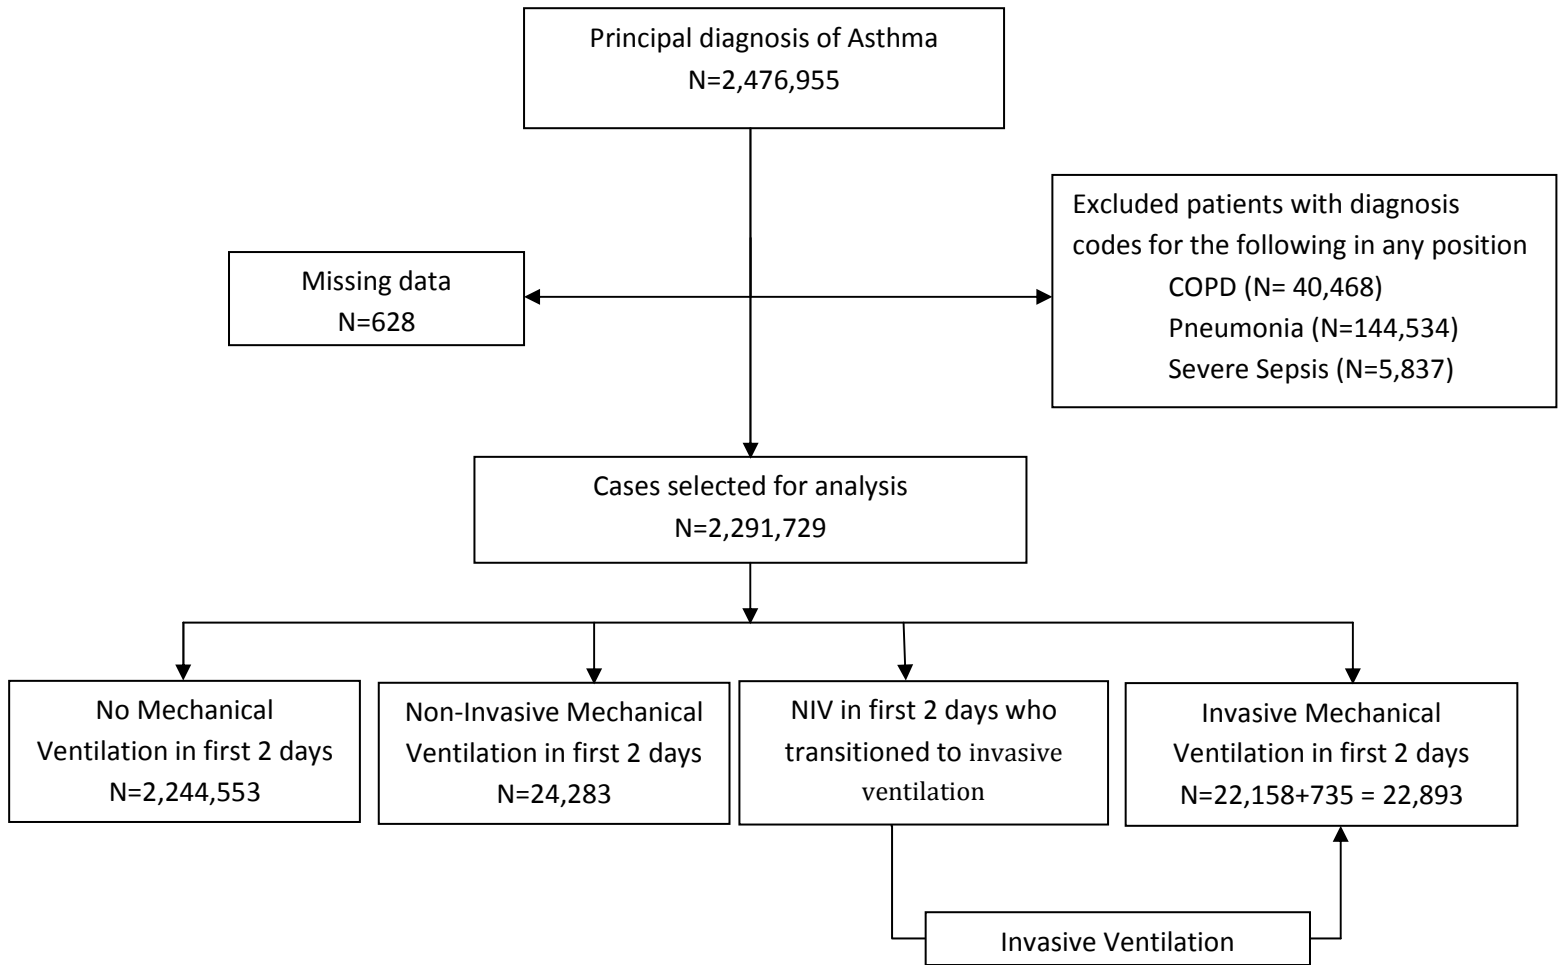 Principal diagnosis of Asthma
N=2,476,955
Excluded patients with diagnosis
codes for the following in any position
COPD (N= 40,468)
Pneumonia (N=144,534)
Severe Sepsis (N=5,837)
Missing data
N=628
Cases selected for analysis
N=2,291,729
No Mechanical
Ventilation in first 2 days
N=2,244,553
Non-Invasive Mechanical
Ventilation in first 2 days
N=24,283
NIV in first 2 days who
transitioned to invasive
ventilation
Invasive Mechanical
Ventilation in first 2 days
N=22,158+735 = 22,893
Invasive Ventilation